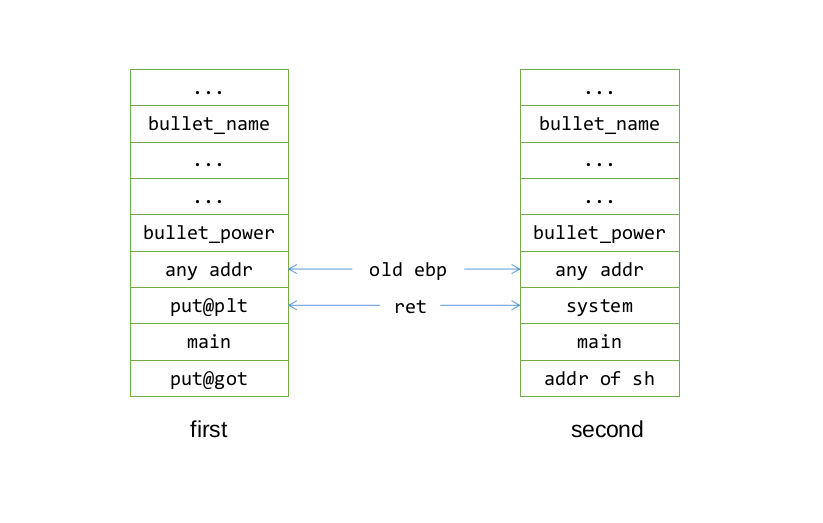 ...
bullet_name
...
...
bullet_power
any addr
put@plt
main
put@got
first
old ebp
ret
...
bullet_name
...
...
bullet_power
any addr
system
main
addr of sh
second